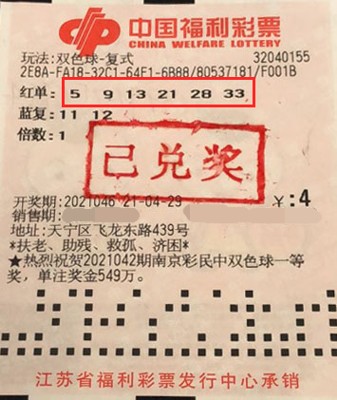 中国福利彩票
CHINA WELFARE LOTTERY
玩法:双色球-复式 32040155
2E8A-FA18-32C1-64E1-6B88/80537181/F001B
红单: 5 9 13 21 28 33
蓝复: 11 12
倍数: 1
已兑奖
开奖期:2021046 21-04-29 ¥:4
销售期:
地址:天宁区飞龙东路439号
*扶老、助残、救孤、济困*
★热烈祝贺2021042期南京彩民中双色球一等
奖,单注奖金549万。
江苏省福利彩票发行中心承销